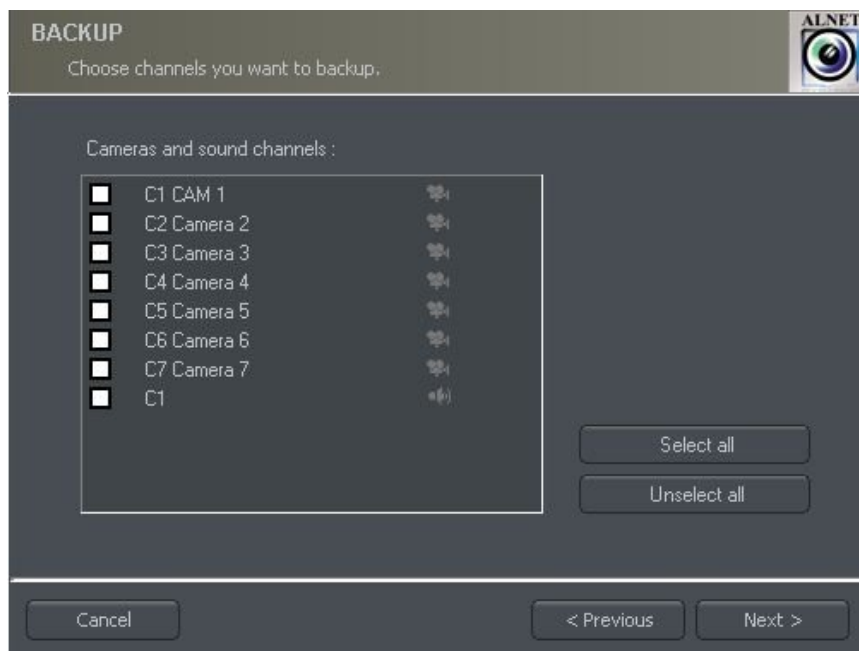 BACKUP
ALNET
Choose channels you want to backup.
Cameras and sound channels :
C1 CAM 1
C2 Camera 2
C3 Camera 3
C4 Camera 4
C5 Camera 5
C6 Camera 6
C7 Camera 7
C1
Select all
Unselect all
Cancel
< Previous
Next >